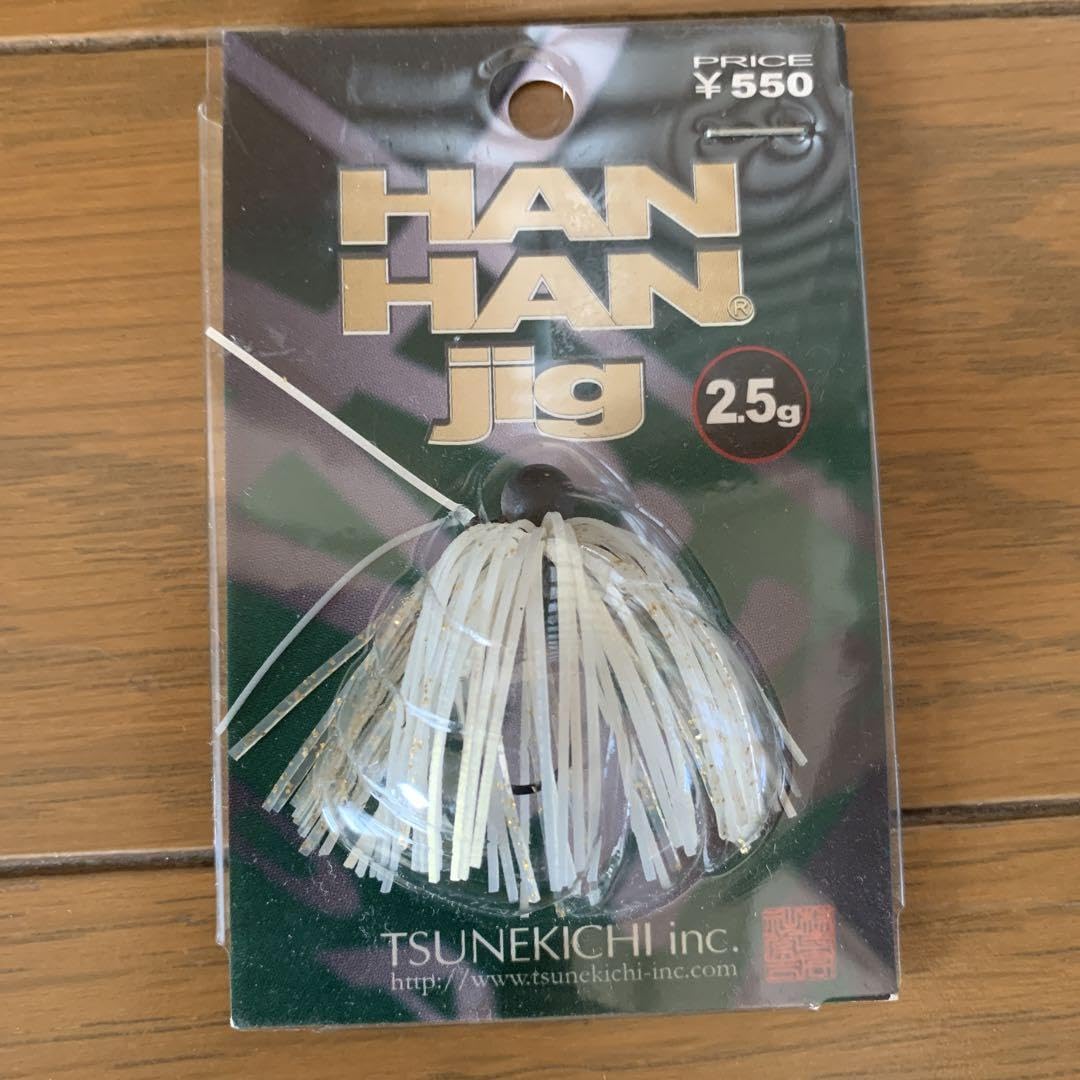 PRICE
¥550
HAN
HAN®
jig
2.5g
TSUNEKICHI inc.
http://www.tsunekichi-inc.com